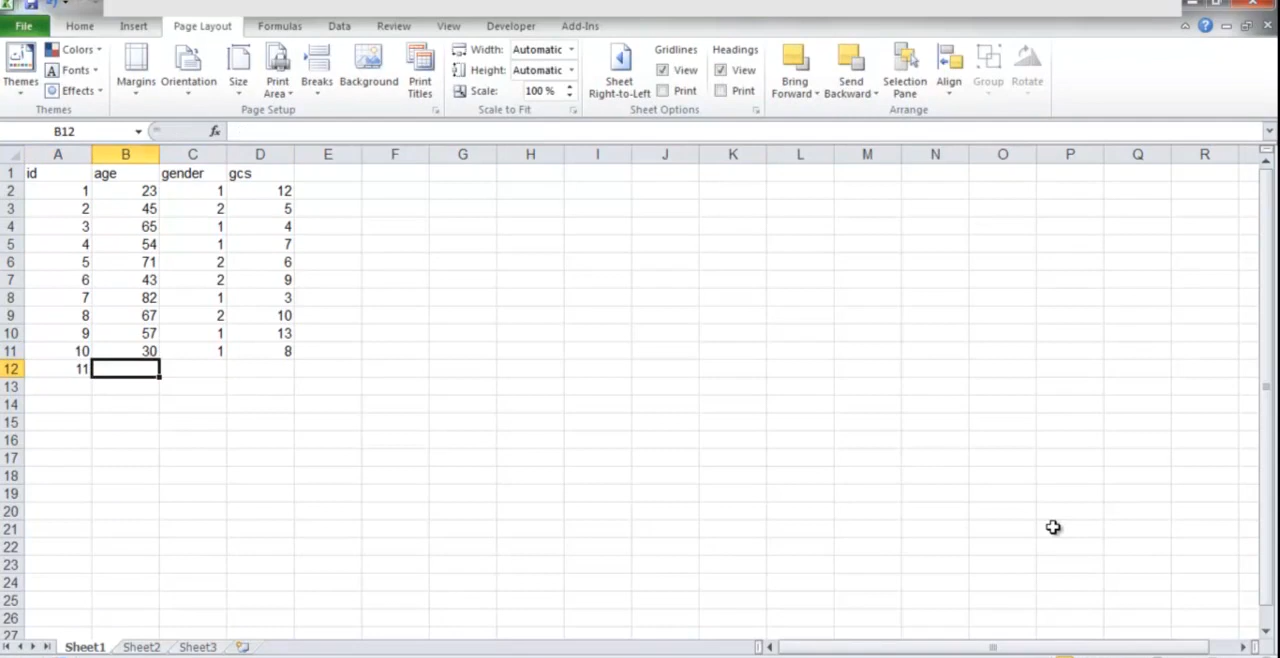 File Home Insert Page Layout Formulas Data Review View Developer Add-Ins
Colors Width: Automatic Gridlines Headings
Fonts Height: Automatic View View
Themes Effects Margins Orientation Size Print Area Breaks Background Print Titles Scale: 100 % Sheet Right-to-Left Print Print Bring Forward Send Backward Selection Pane Align Group Rotate
Themes Page Setup Scale to Fit Sheet Options Arrange
B12 fx
A B C D E F G H I J K L M N O P Q R
1 id age gender gcs
2 1 23 1 12
3 2 45 2 5
4 3 65 1 4
5 4 54 1 7
6 5 71 2 6
7 6 43 2 9
8 7 82 1 3
9 8 67 2 10
10 9 57 1 13
11 10 30 1 8
12 11
13
14
15
16
17
18
19
20
21
22
23
24
25
26
27
Sheet1 Sheet2 Sheet3